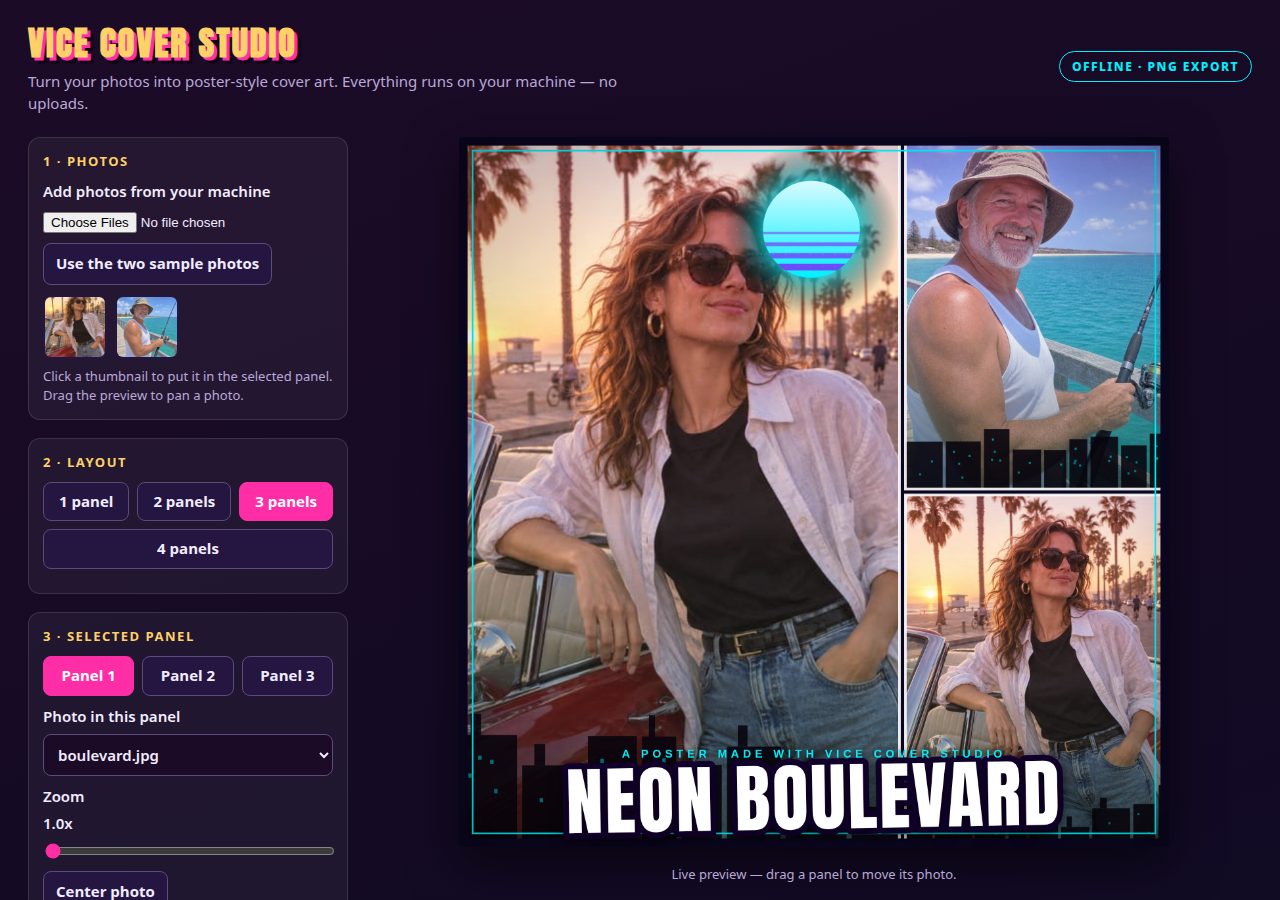 VICE COVER STUDIO
Turn your photos into poster-style cover art. Everything runs on your machine — no
uploads.
OFFLINE · PNG EXPORT
1 · PHOTOS
Add photos from your machine
Choose Files No file chosen
Use the two sample photos
Click a thumbnail to put it in the selected panel.
Drag the preview to pan a photo.
2 · LAYOUT
1 panel 2 panels 3 panels
4 panels
3 · SELECTED PANEL
Panel 1 Panel 2 Panel 3
Photo in this panel
boulevard.jpg
Zoom
1.0x
Center photo
A POSTER MADE WITH VICE COVER STUDIO
NEON BOULEVARD
Live preview — drag a panel to move its photo.